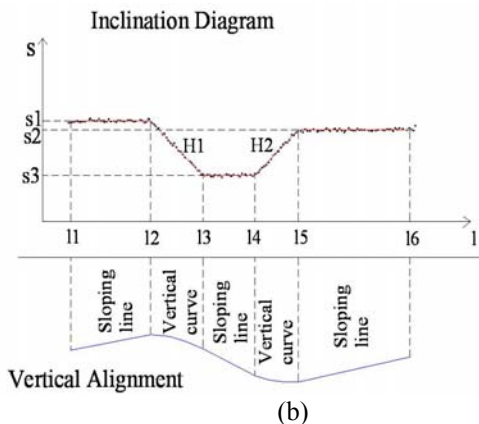 Inclination Diagram
s
s1
s2
H1
H2
s3
l1
l2
l3
l4
l5
l6
l
Sloping line
Vertical curve
Sloping line
Vertical curve
Sloping line
Vertical Alignment
(b)